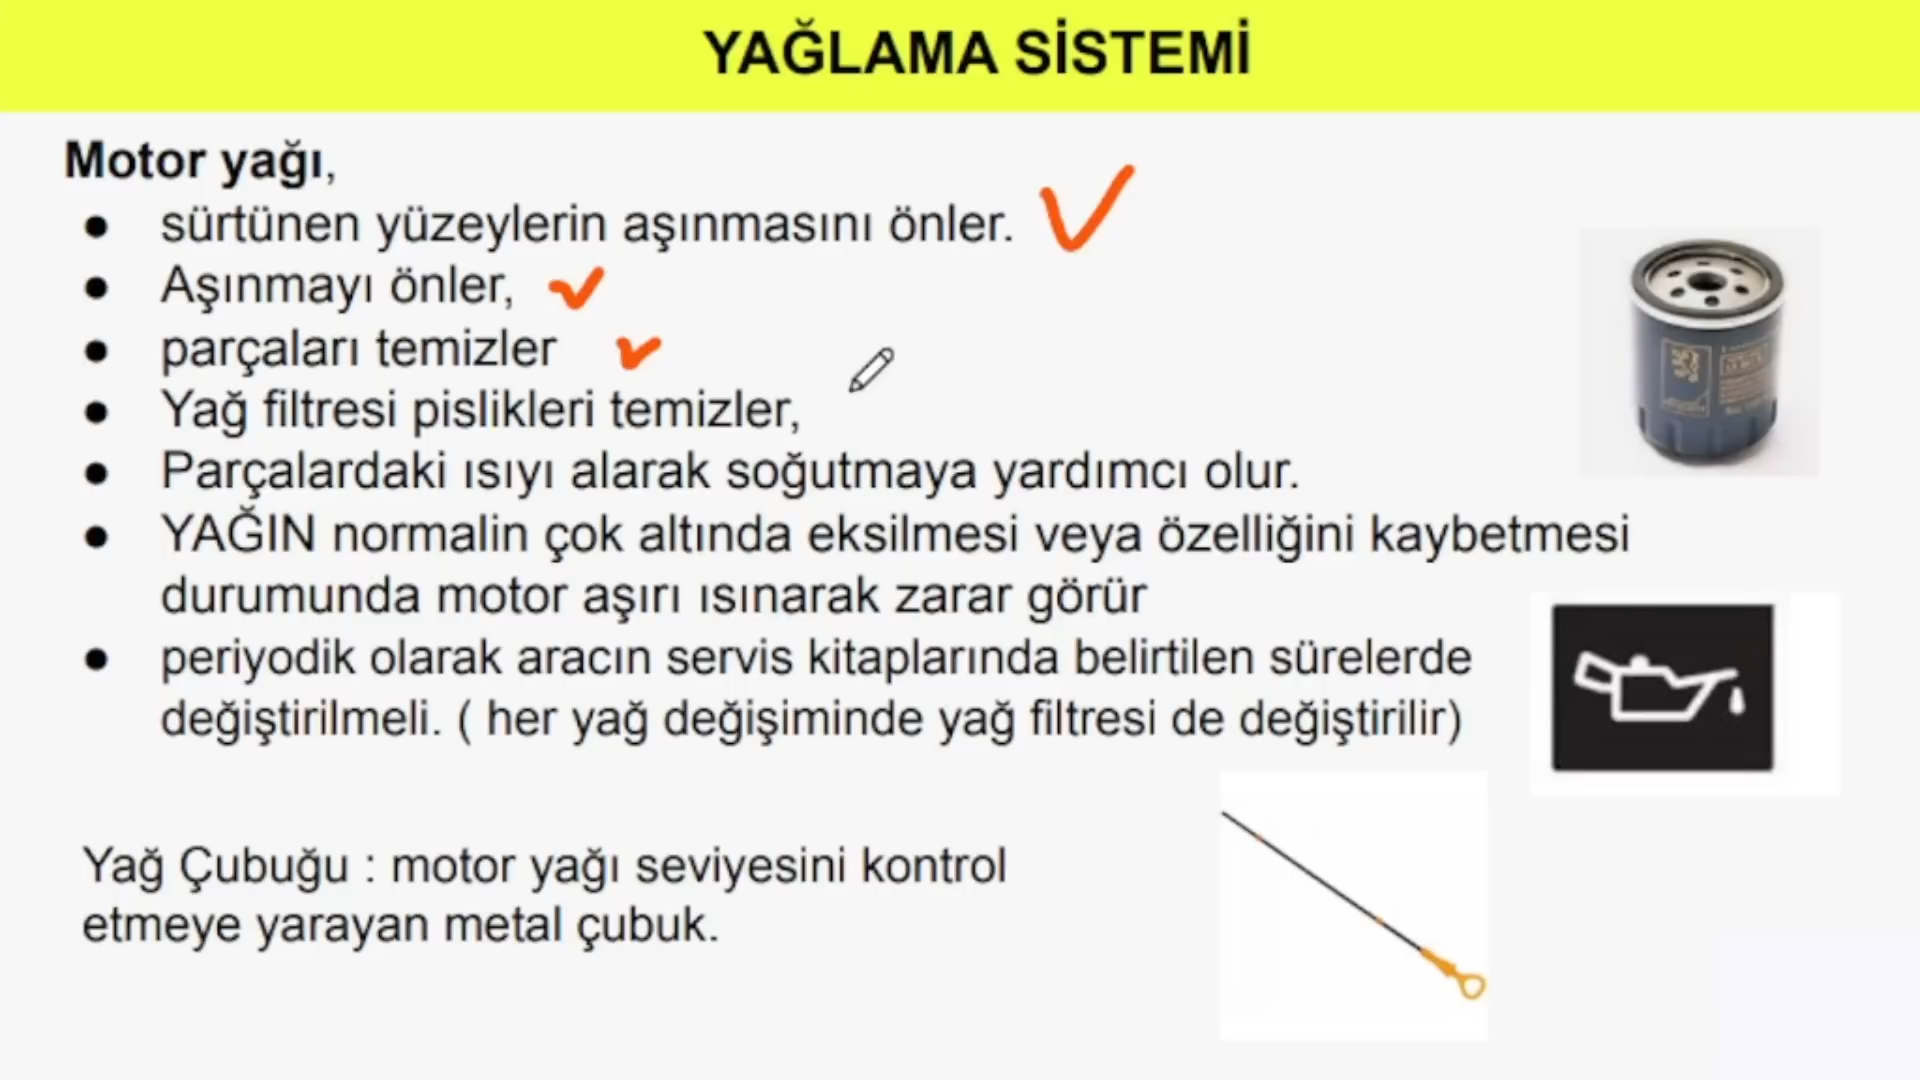 YAĞLAMA SİSTEMİ
Motor yağı,
● sürtünen yüzeylerin aşınmasını önler.
● Aşınmayı önler,
● parçaları temizler
● Yağ filtresi pislikleri temizler,
● Parçalardaki ısıyı alarak soğutmaya yardımcı olur.
● YAĞIN normalin çok altında eksilmesi veya özelliğini kaybetmesi
durumunda motor aşırı ısınarak zarar görür
● periyodik olarak aracın servis kitaplarında belirtilen sürelerde
değiştirilmeli. ( her yağ değişiminde yağ filtresi de değiştirilir)
Yağ Çubuğu : motor yağı seviyesini kontrol
etmeye yarayan metal çubuk.